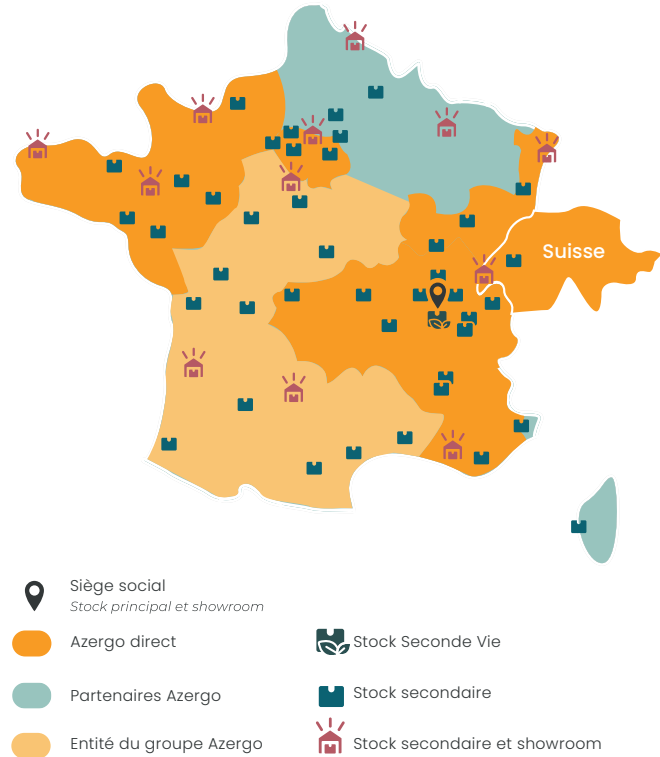 Suisse
Siège social
Stock principal et showroom
Azergo direct
Stock Seconde Vie
Partenaires Azergo
Stock secondaire
Entité du groupe Azergo
Stock secondaire et showroom